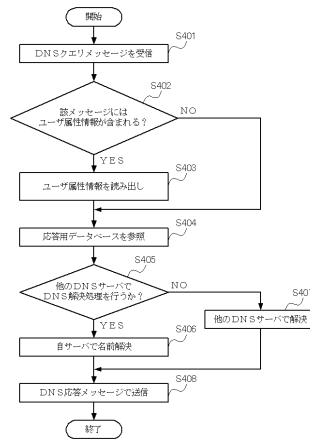 開始
S401
DNSクエリメッセージを受信
S402
該メッセージには
ユーザ属性情報が含まれる?
NO
YES
S403
ユーザ属性情報を読み出し
S404
応答用データベースを参照
S405
他のDNSサーバで
DNS解決処理を行うか?
NO
S407
他のDNSサーバで解決
YES
S406
自サーバで名前解決
S408
DNS応答メッセージで送信
終了